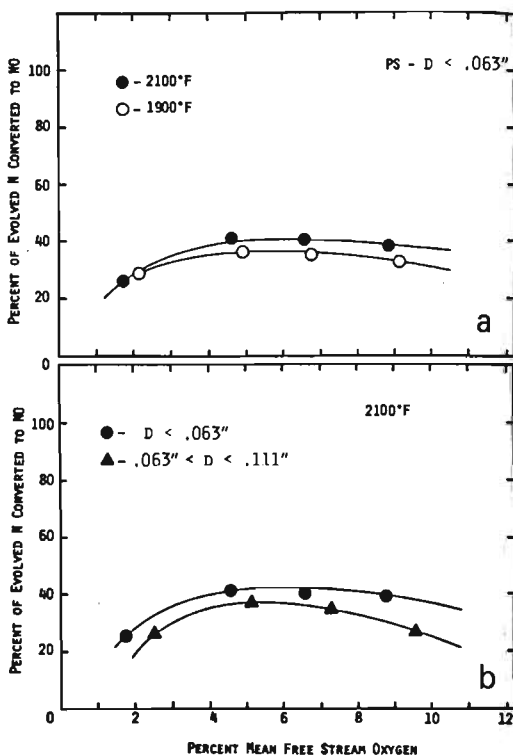 PERCENT OF EVOLVED N CONVERTED TO NO
100
80
60
40
20
0
●-2100°F
○-1900°F
PS - D < .063"
a
PERCENT OF EVOLVED N CONVERTED TO NO
100
80
60
40
20
0
●- D < .063"
▲- .063" < D < .111"
2100°F
b
0 2 4 6 8 10 12
PERCENT MEAN FREE STREAM OXYGEN